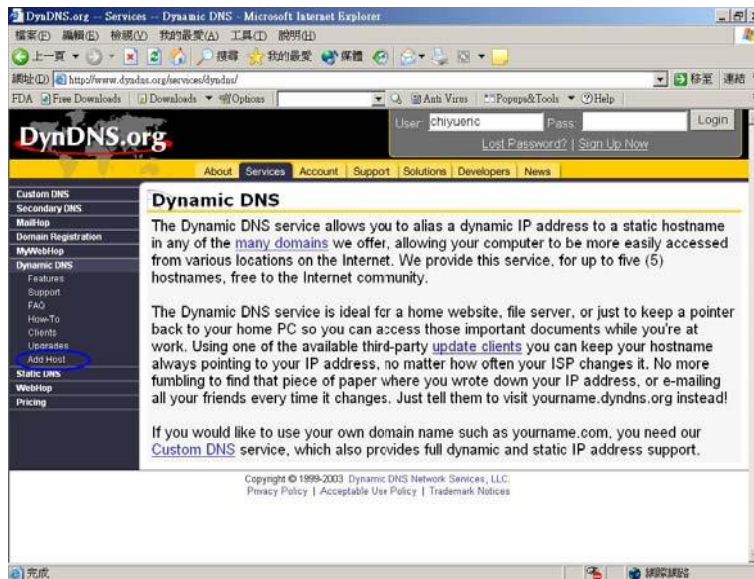 DynDNS.org -- Services -- Dynamic DNS - Microsoft Internet Explorer
檔案(F) 編輯(E) 檢視(V) 我的最愛(A) 工具(T) 說明(H)
上一頁 搜尋 我的最愛 媒體
網址(D) http://www.dyndns.org/services/dyndns/ 移至 連結
FDA Free Downloads Downloads Options Anti Virus Popups&Tools Help
DynDNS.org
User: chiyueric Pass: Login
Lost Password? | Sign Up Now
About Services Account Support Solutions Developers News
Custom DNS
Secondary DNS
MailHop
Domain Registration
MyWebHop
Dynamic DNS
Features
Support
FAQ
How-To
Clients
Upgrades
Add Host
Static DNS
WebHop
Pricing
Dynamic DNS
The Dynamic DNS service allows you to alias a dynamic IP address to a static hostname
in any of the many domains we offer, allowing your computer to be more easily accessed
from various locations on the Internet. We provide this service, for up to five (5)
hostnames, free to the Internet community.
The Dynamic DNS service is ideal for a home website, file server, or just to keep a pointer
back to your home PC so you can access those important documents while you're at
work. Using one of the available third-party update clients you can keep your hostname
always pointing to your IP address, no matter how often your ISP changes it. No more
fumbling to find that piece of paper where you wrote down your IP address, or e-mailing
all your friends every time it changes. Just tell them to visit yourname.dyndns.org instead!
If you would like to use your own domain name such as yourname.com, you need our
Custom DNS service, which also provides full dynamic and static IP address support.
Copyright © 1999-2003 Dynamic DNS Network Services, LLC.
Privacy Policy | Acceptable Use Policy | Trademark Notices
完成 網際網路